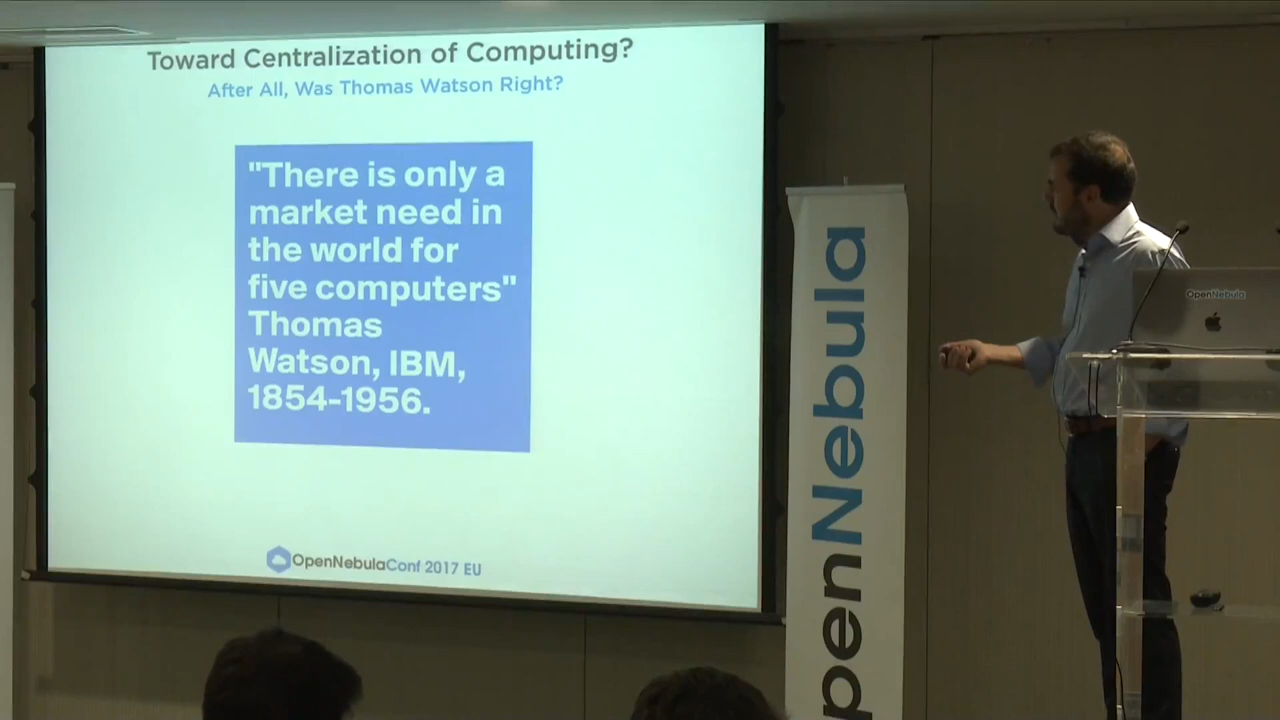 Toward Centralization of Computing?
After All, Was Thomas Watson Right?
"There is only a
market need in
the world for
five computers"
Thomas
Watson, IBM,
1854-1956.
OpenNebulaConf 2017 EU
penNebula
OpenNebula